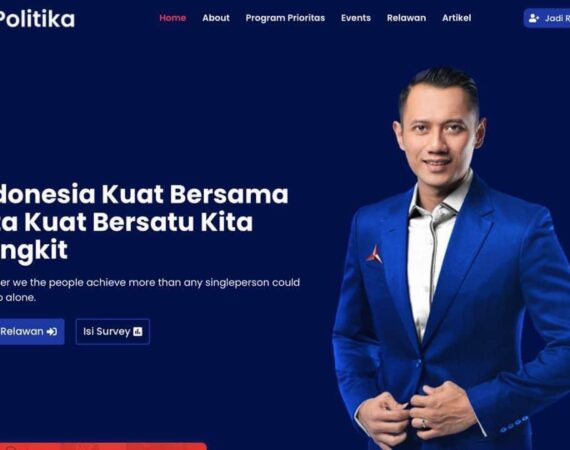 Politika
Home About Program Prioritas Events Relawan Artikel
Jadi R
donesia Kuat Bersama
ta Kuat Bersatu Kita
ngkit
er we the people achieve more than any singleperson could
o alone.
Relawan
Isi Survey